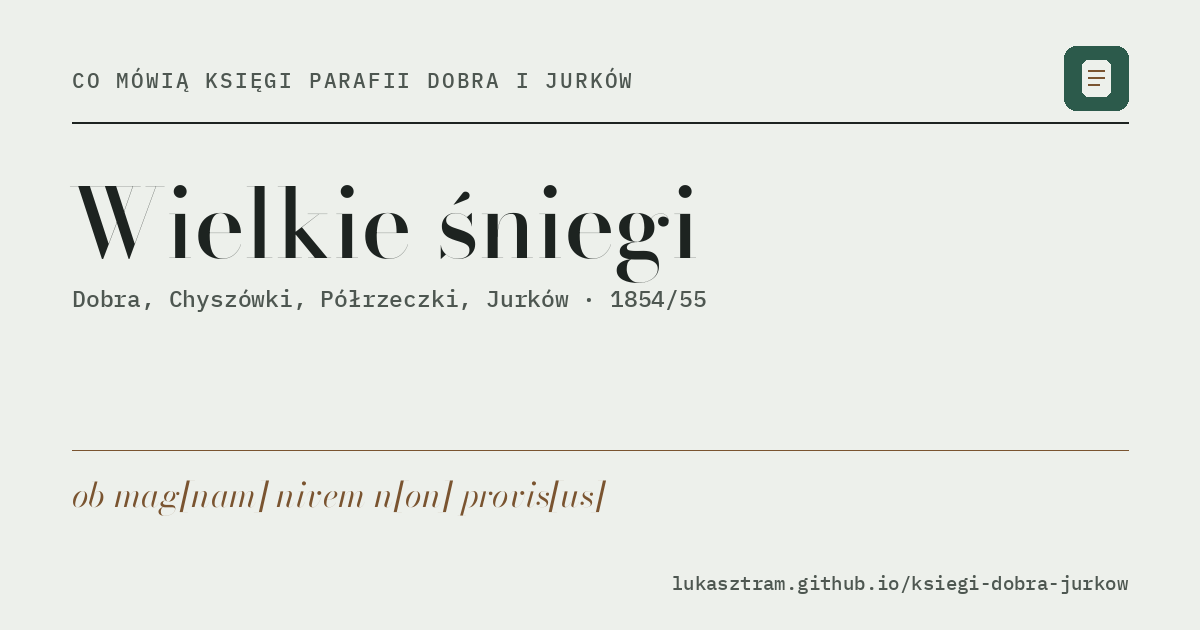 CO MÓWIĄ KSIĘGI PARAFII DOBRA I JURKÓW
Wielkie śniegi
Dobra, Chyszówki, Półrzeczki, Jurków · 1854/55
ob mag[nam] nivem n[on] provis[us]
lukasztram.github.io/ksiegi-dobra-jurkow